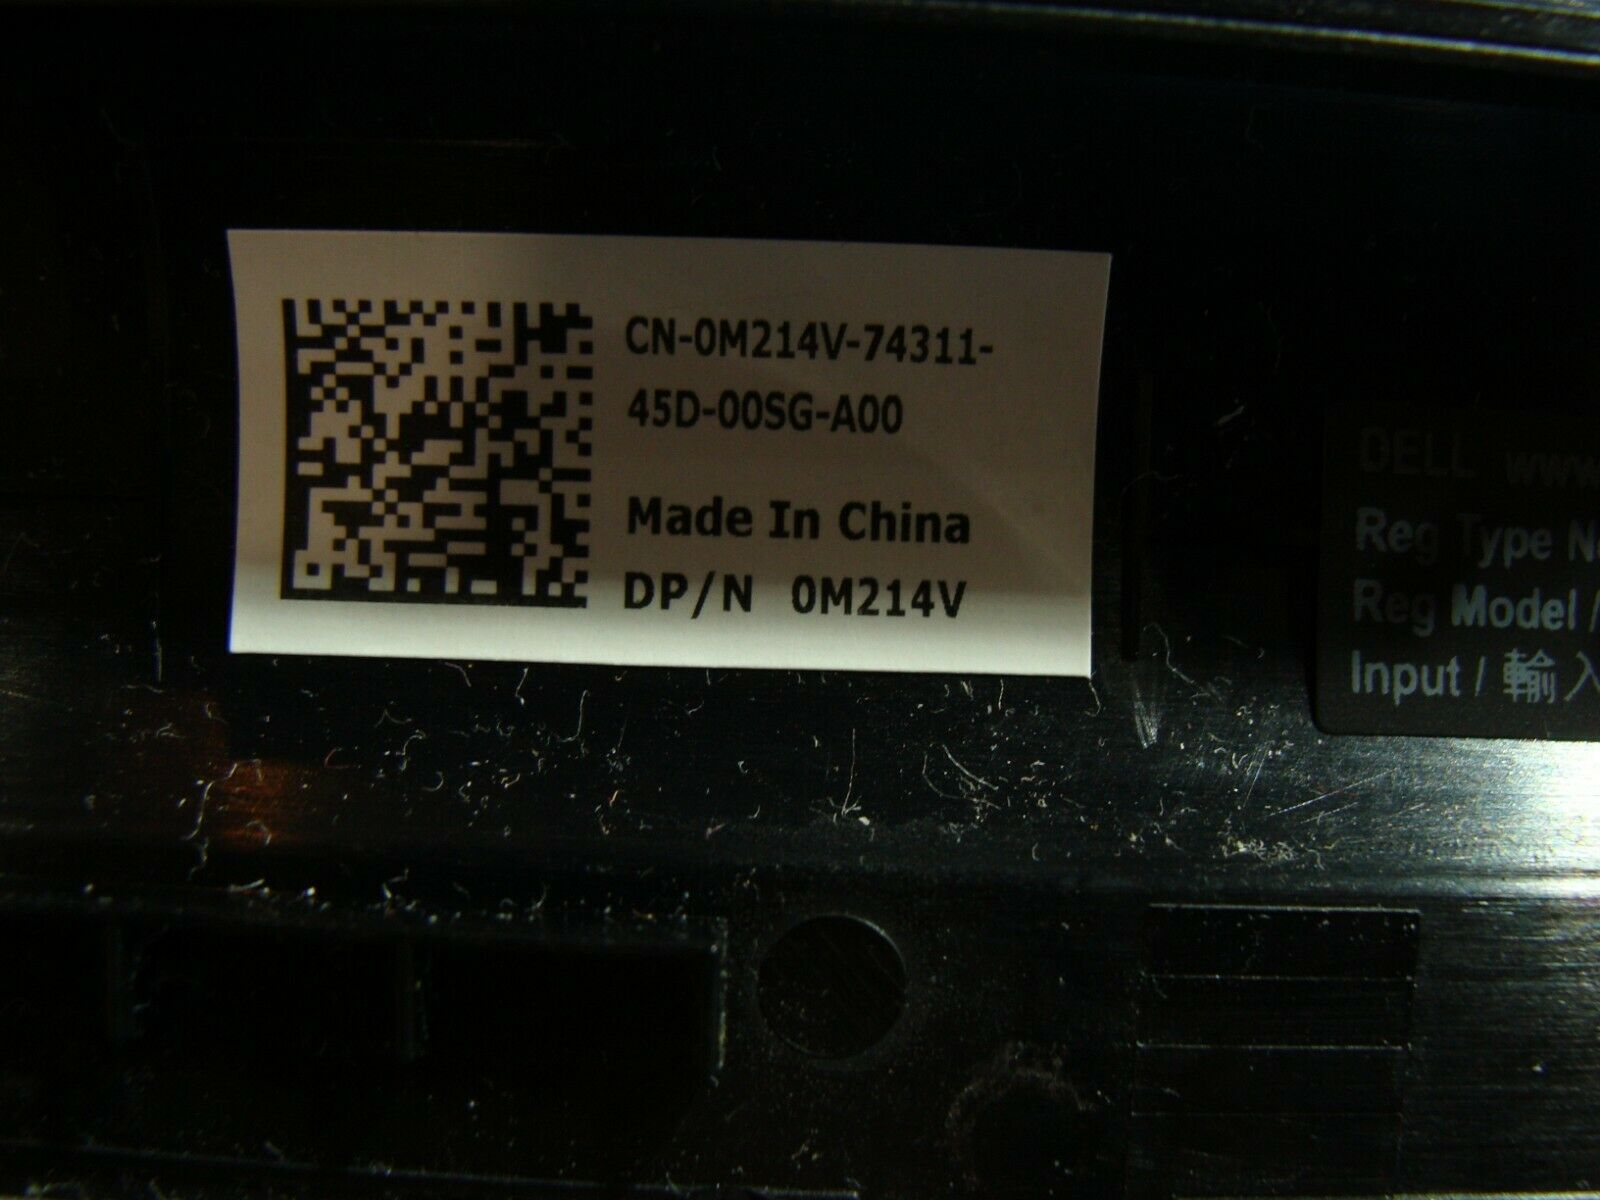 CN-0M214V-74311-
45D-00SG-A00
Made In China
DP/N 0M214V
DELL www
Reg Type N
Reg Model /
Input / 輸入